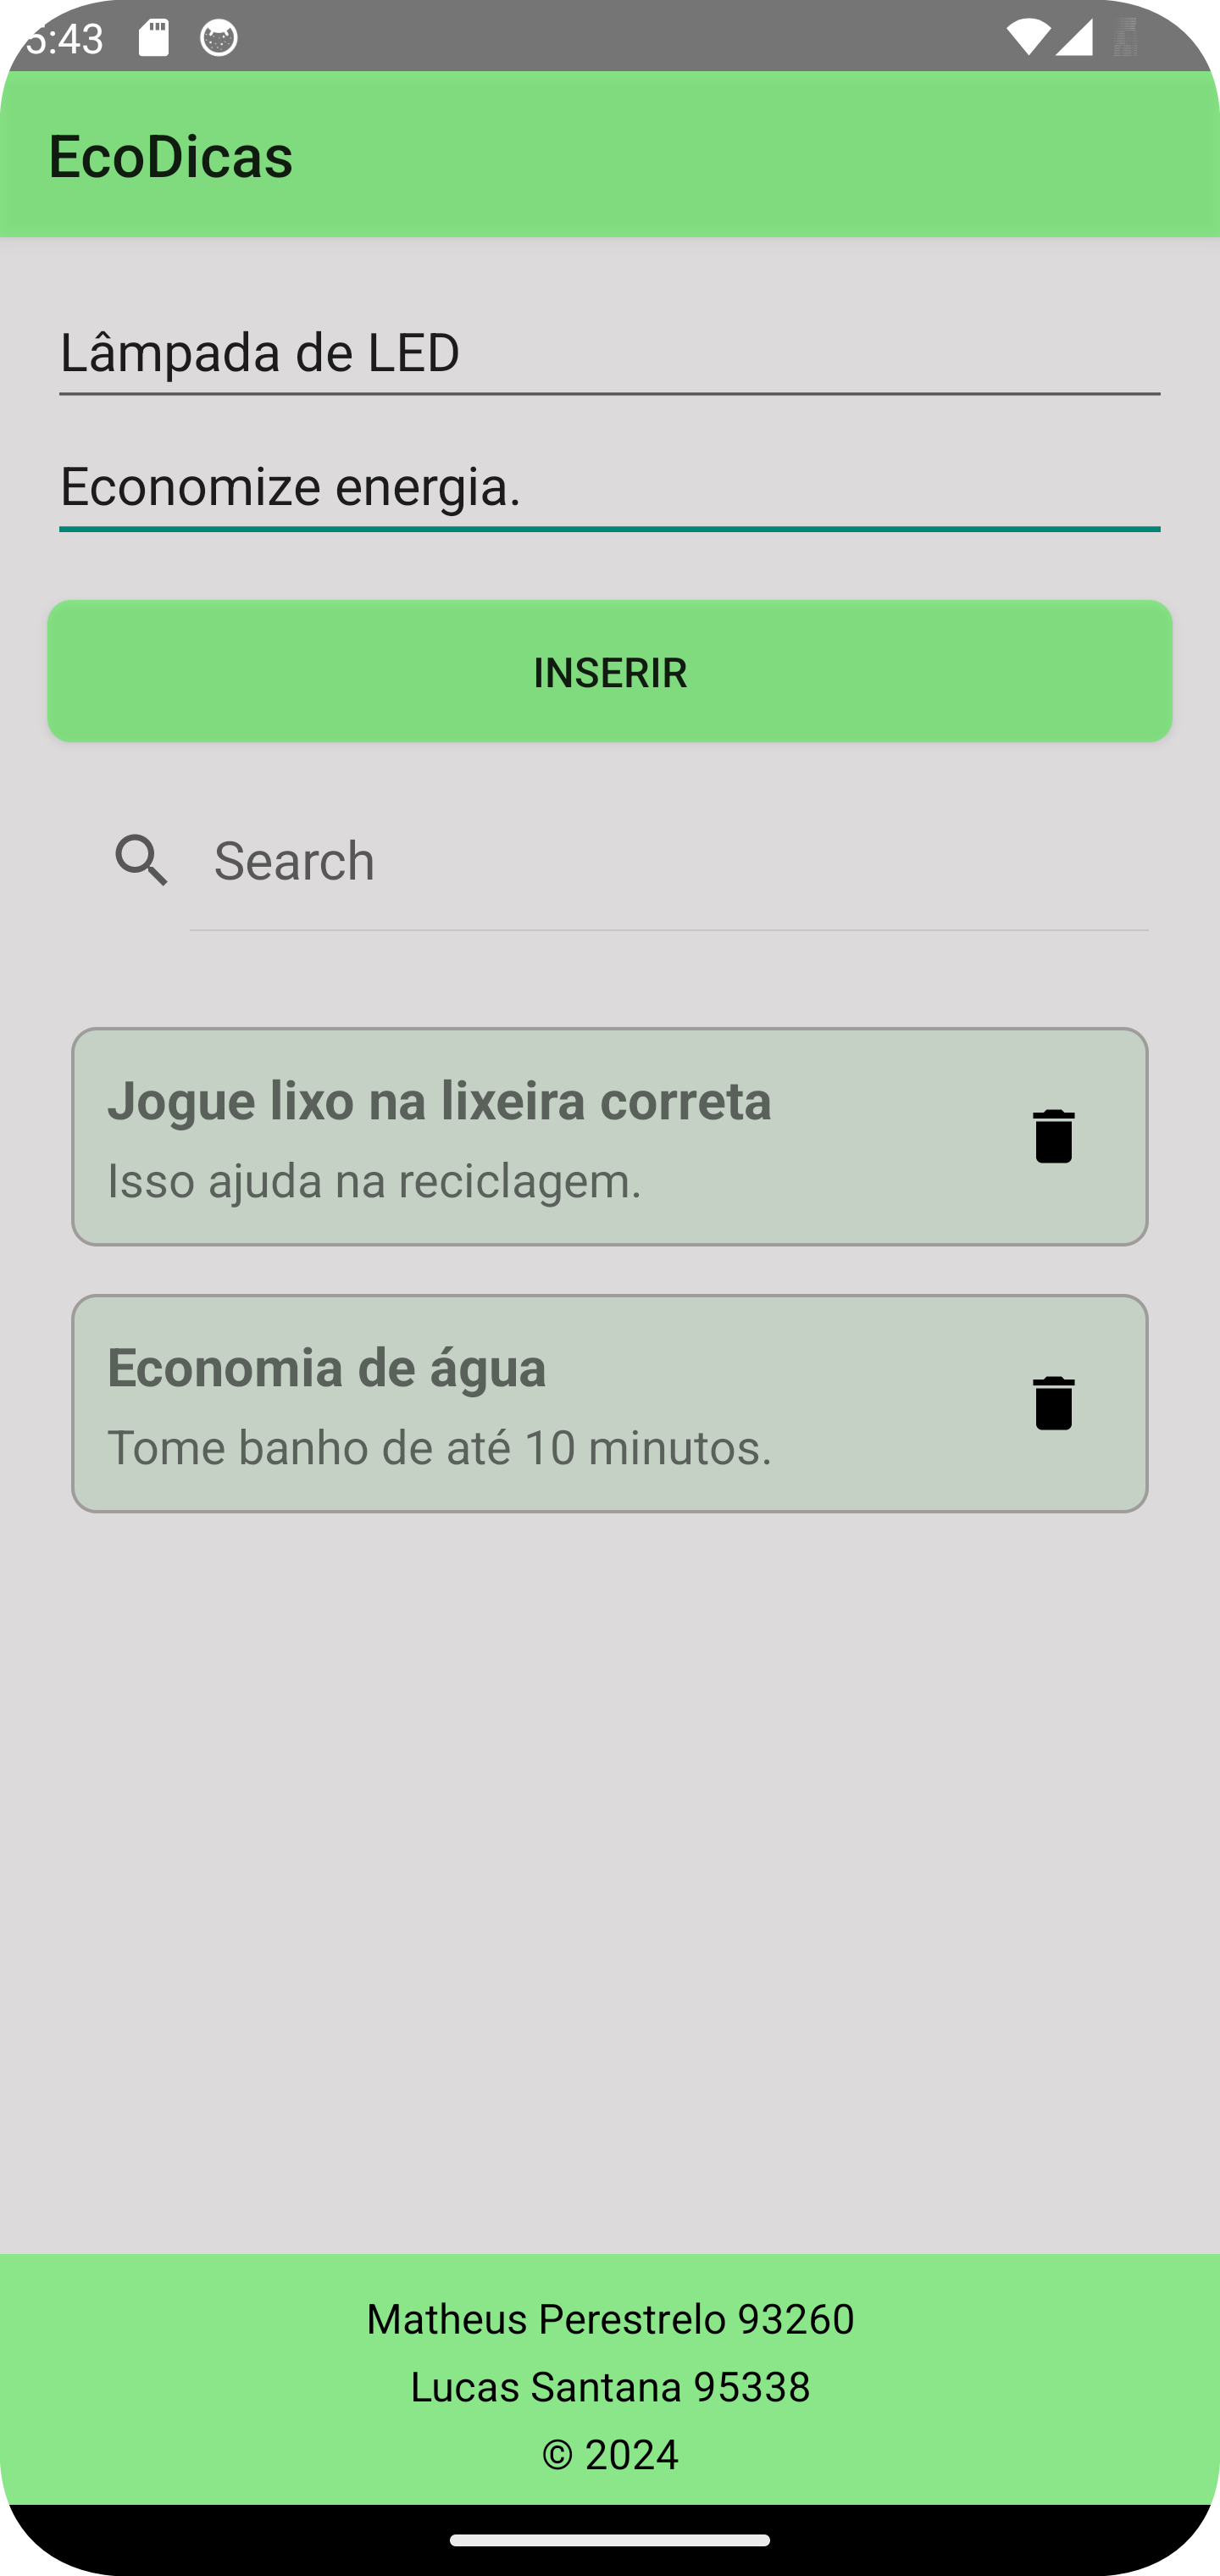 5:43
EcoDicas
Lâmpada de LED
Economize energia.
INSERIR
Search
Jogue lixo na lixeira correta
Isso ajuda na reciclagem.
Economia de água
Tome banho de até 10 minutos.
Matheus Perestrelo 93260
Lucas Santana 95338
© 2024